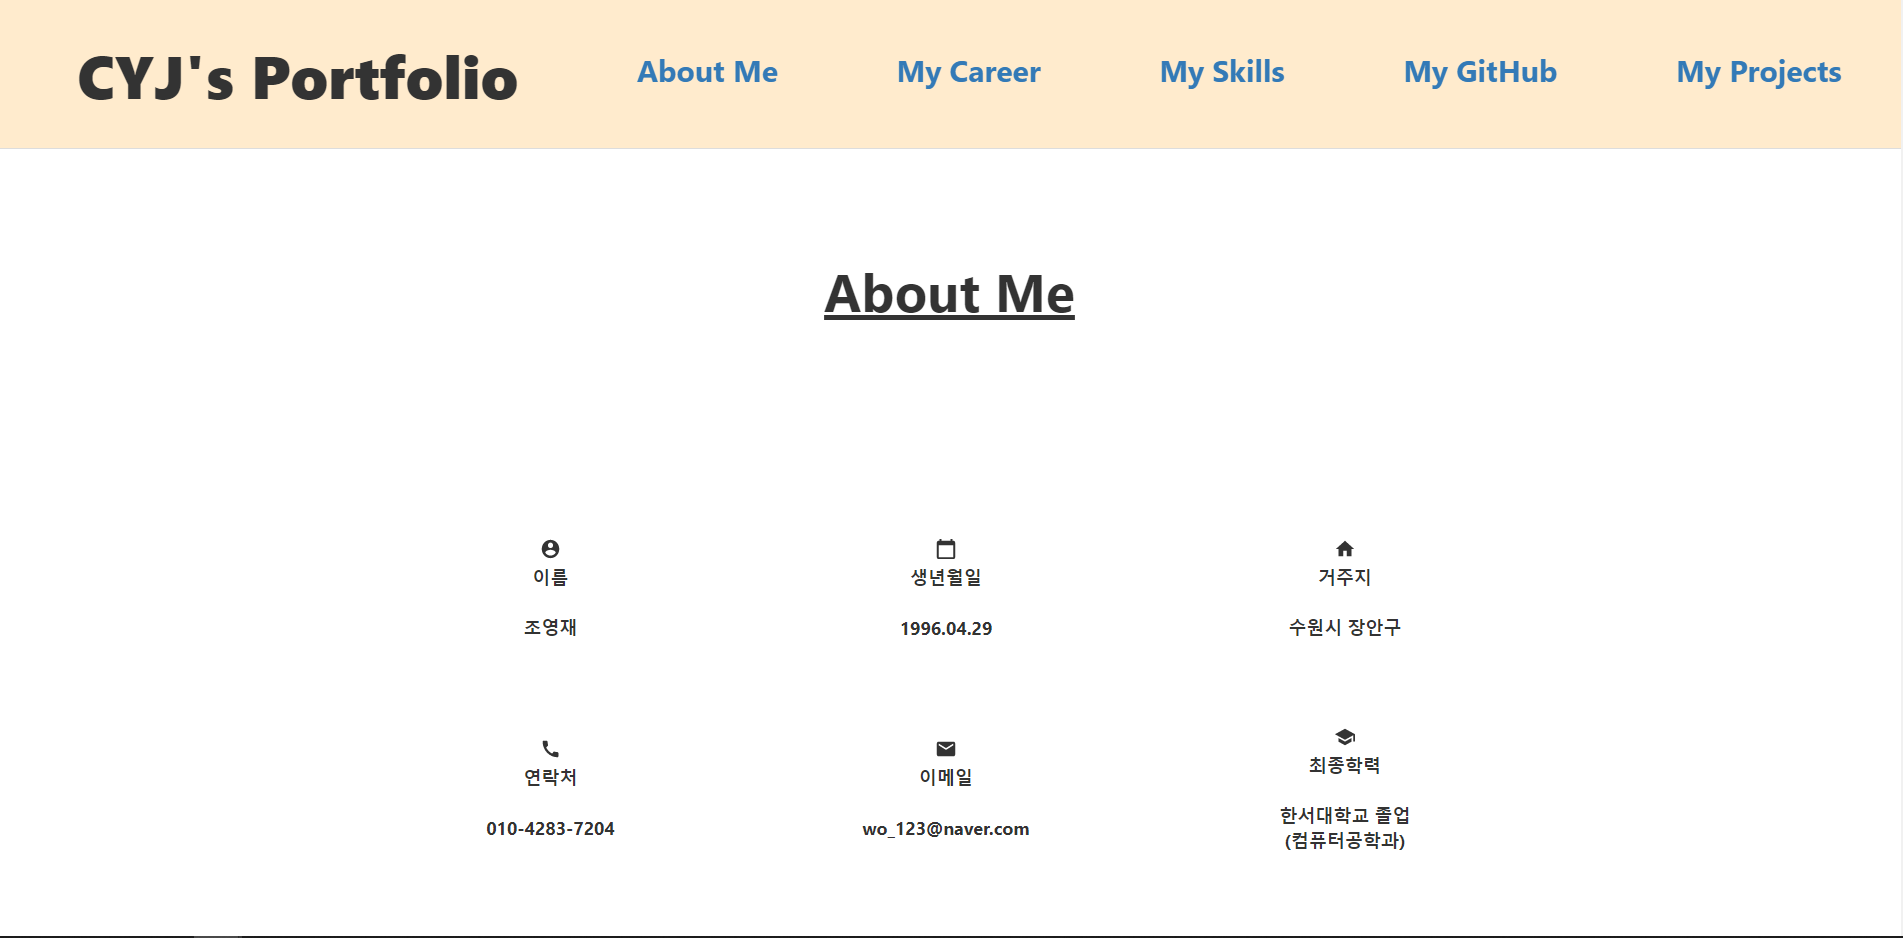 CYJ's Portfolio
About Me
My Career
My Skills
My GitHub
My Projects
About Me
이름
조영재
생년월일
1996.04.29
거주지
수원시 장안구
연락처
010-4283-7204
이메일
wo_123@naver.com
최종학력
한서대학교 졸업
(컴퓨터공학과)